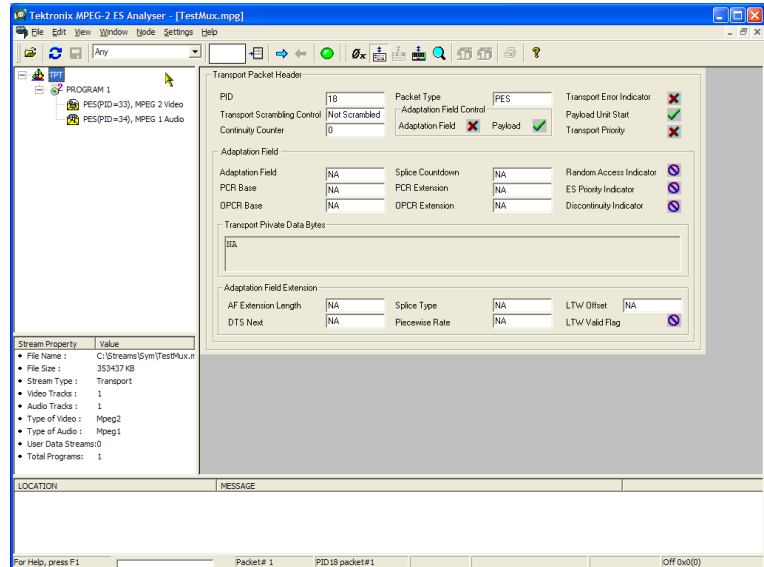 Tektronix MPEG-2 ES Analyser - [TestMux.mpg]
File Edit View Window Node Settings Help
Any
Øx
TPT
PROGRAM 1
PES(PID=33), MPEG 2 Video
PES(PID=34), MPEG 1 Audio
Transport Packet Header
PID 18 Packet Type PES Transport Error Indicator
Transport Scrambling Control Not Scrambled Adaptation Field Control Payload Unit Start
Adaptation Field Payload
Continuity Counter 0 Transport Priority
Adaptation Field
Adaptation Field NA Splice Countdown NA Random Access Indicator
PCR Base NA PCR Extension NA ES Priority Indicator
OPCR Base NA OPCR Extension NA Discontinuity Indicator
Transport Private Data Bytes
NA
Adaptation Field Extension
AF Extension Length NA Splice Type NA LTW Offset NA
DTS Next NA Piecewise Rate NA LTW Valid Flag
Stream Property Value
File Name : C:\Streams\Sym\TestMux.m
File Size : 353437 KB
Stream Type : Transport
Video Tracks : 1
Audio Tracks : 1
Type of Video : Mpeg2
Type of Audio : Mpeg1
User Data Streams:0
Total Programs: 1
LOCATION MESSAGE
For Help, press F1 Packet# 1 PID18 packet#1 Off 0x0(0)